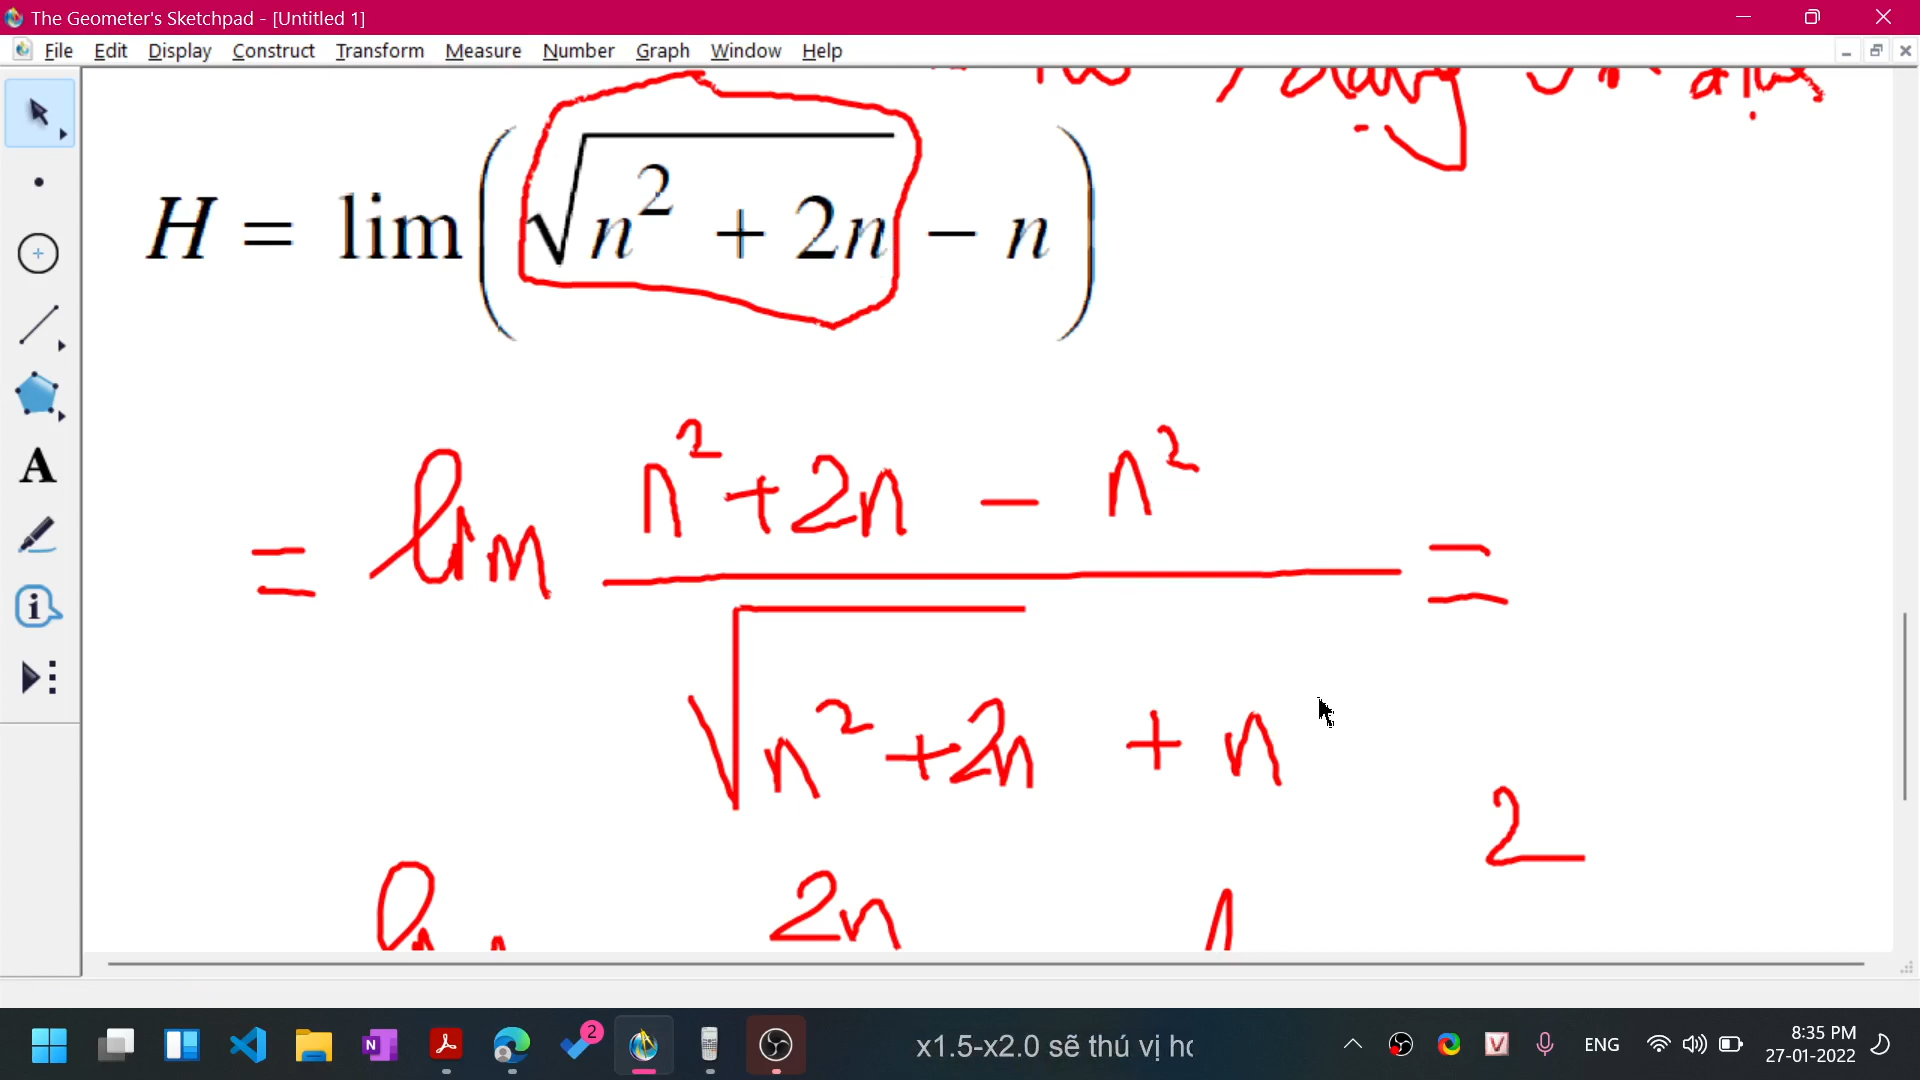 The Geometer's Sketchpad - [Untitled 1]
File Edit Display Construct Transform Measure Number Graph Window Help
H = lim(√(n² + 2n) − n)
= lim (n² + 2n − n²) / (√(n² + 2n) + n) =
2
2n
A
2
x1.5-x2.0 sẽ thú vị
ENG
8:35 PM
27-01-2022